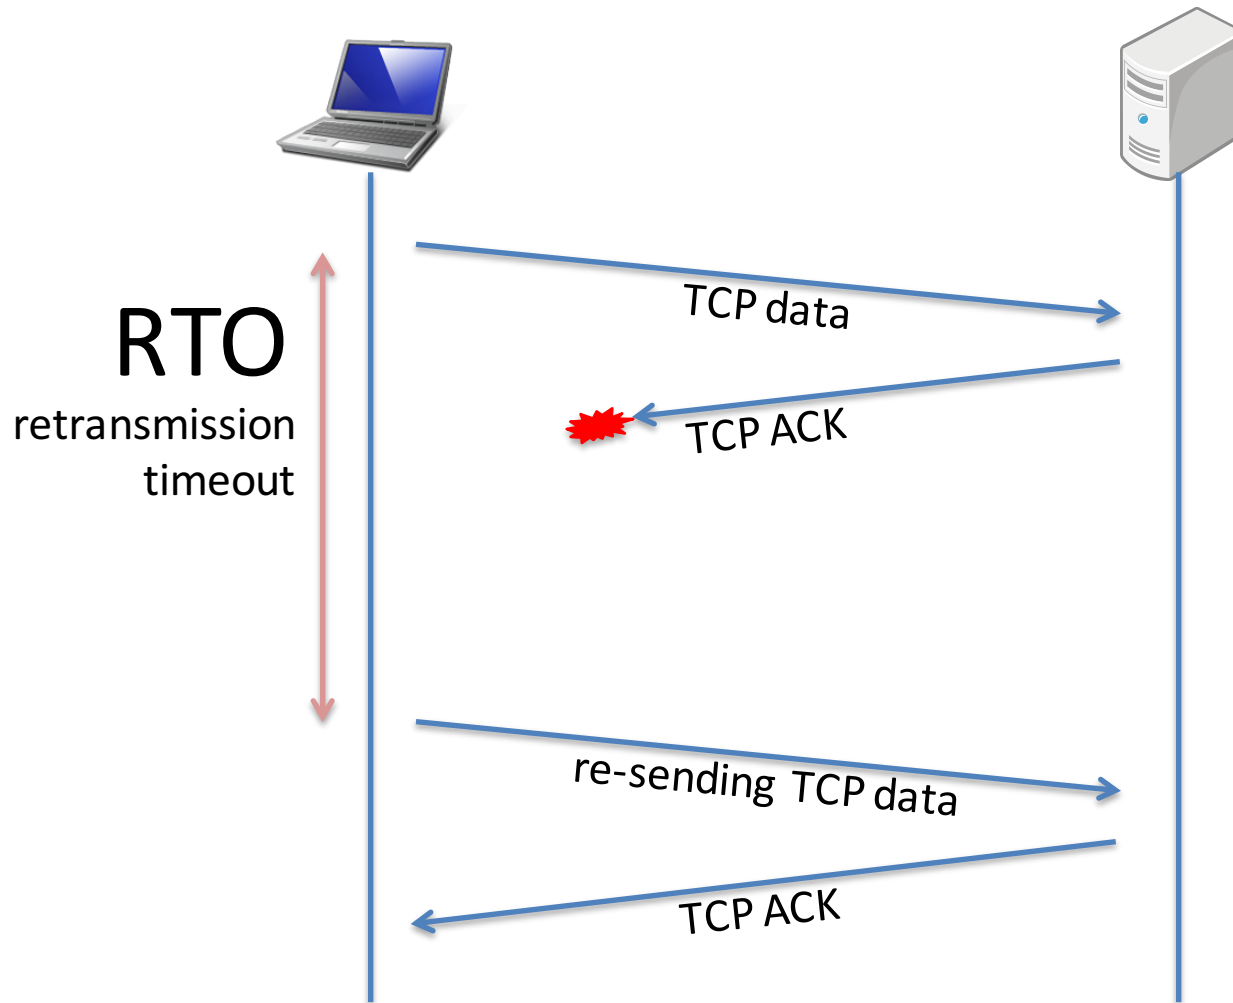 TCP data
RTO
retransmission
timeout
TCP ACK
re-sending TCP data
TCP ACK